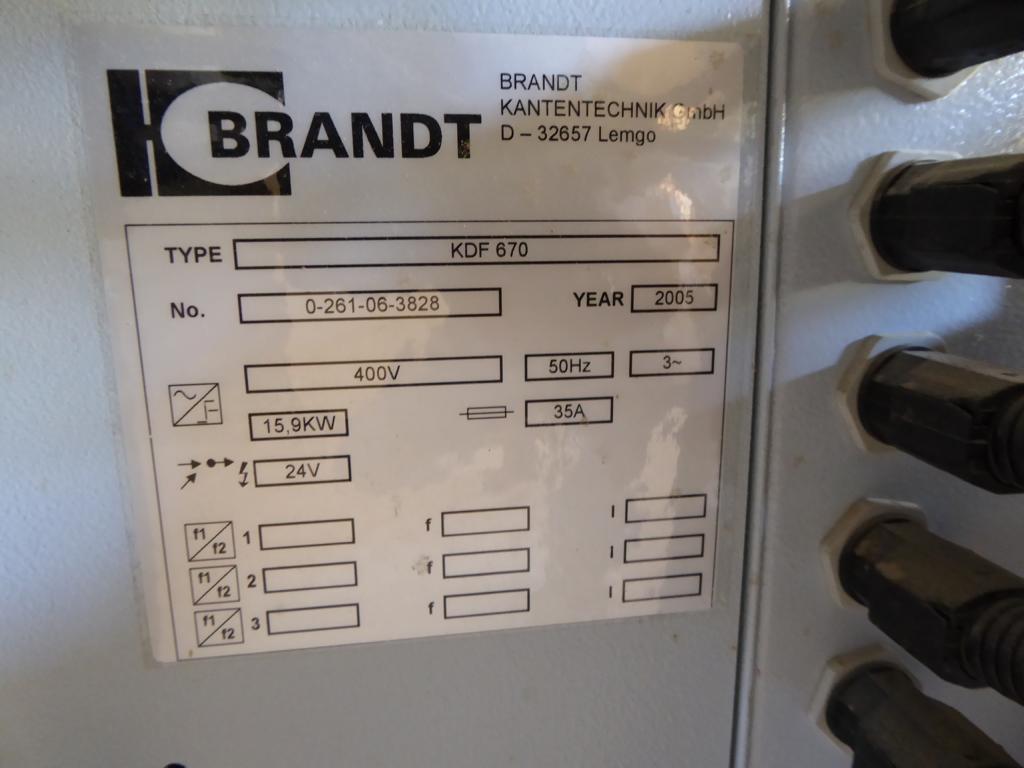 BRANDT
BRANDT
KANTENTECHNIK GmbH
D – 32657 Lemgo
TYPE KDF 670
No. 0-261-06-3828 YEAR 2005
400V 50Hz 3~
15,9KW 35A
24V
f1/f2 1 f I
f1/f2 2 f I
f1/f2 3 f I